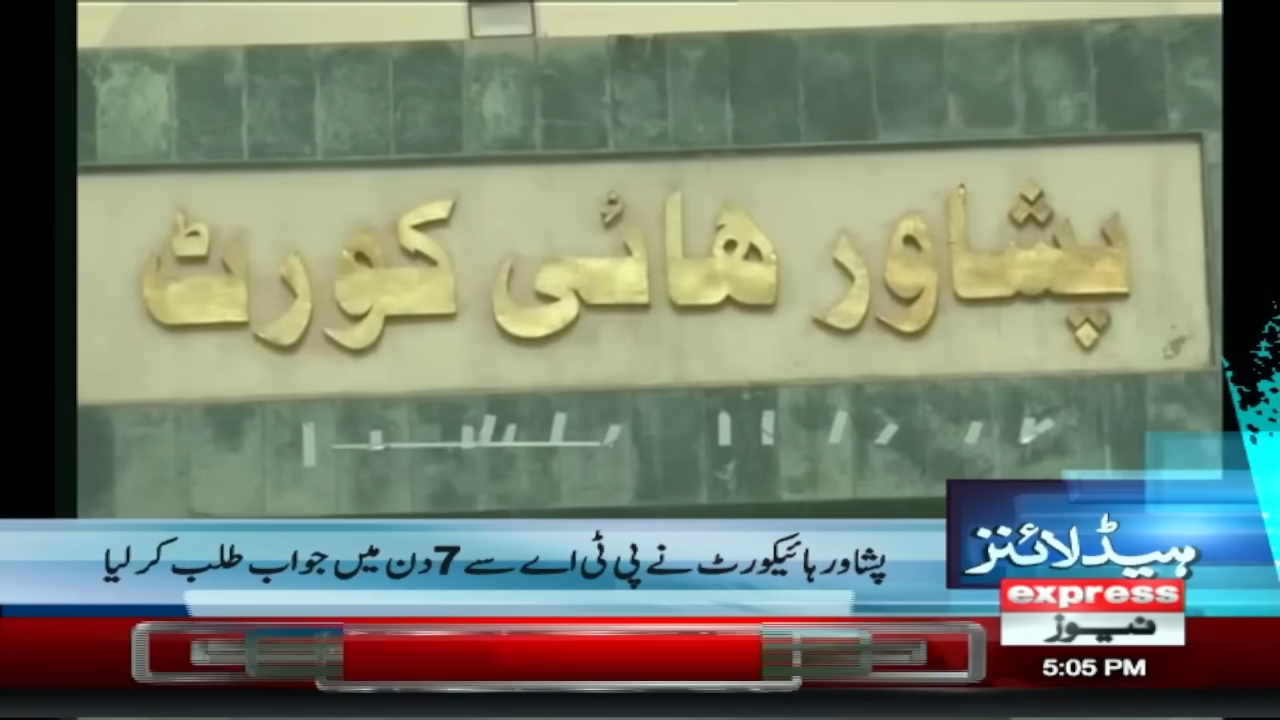 پشاور هائی کورٹ
پشاور ہائیکورٹ نے پی ٹی اے سے 7 دن میں جواب طلب کر لیا
ہیڈلائنز
express
نیوز
5:05 PM